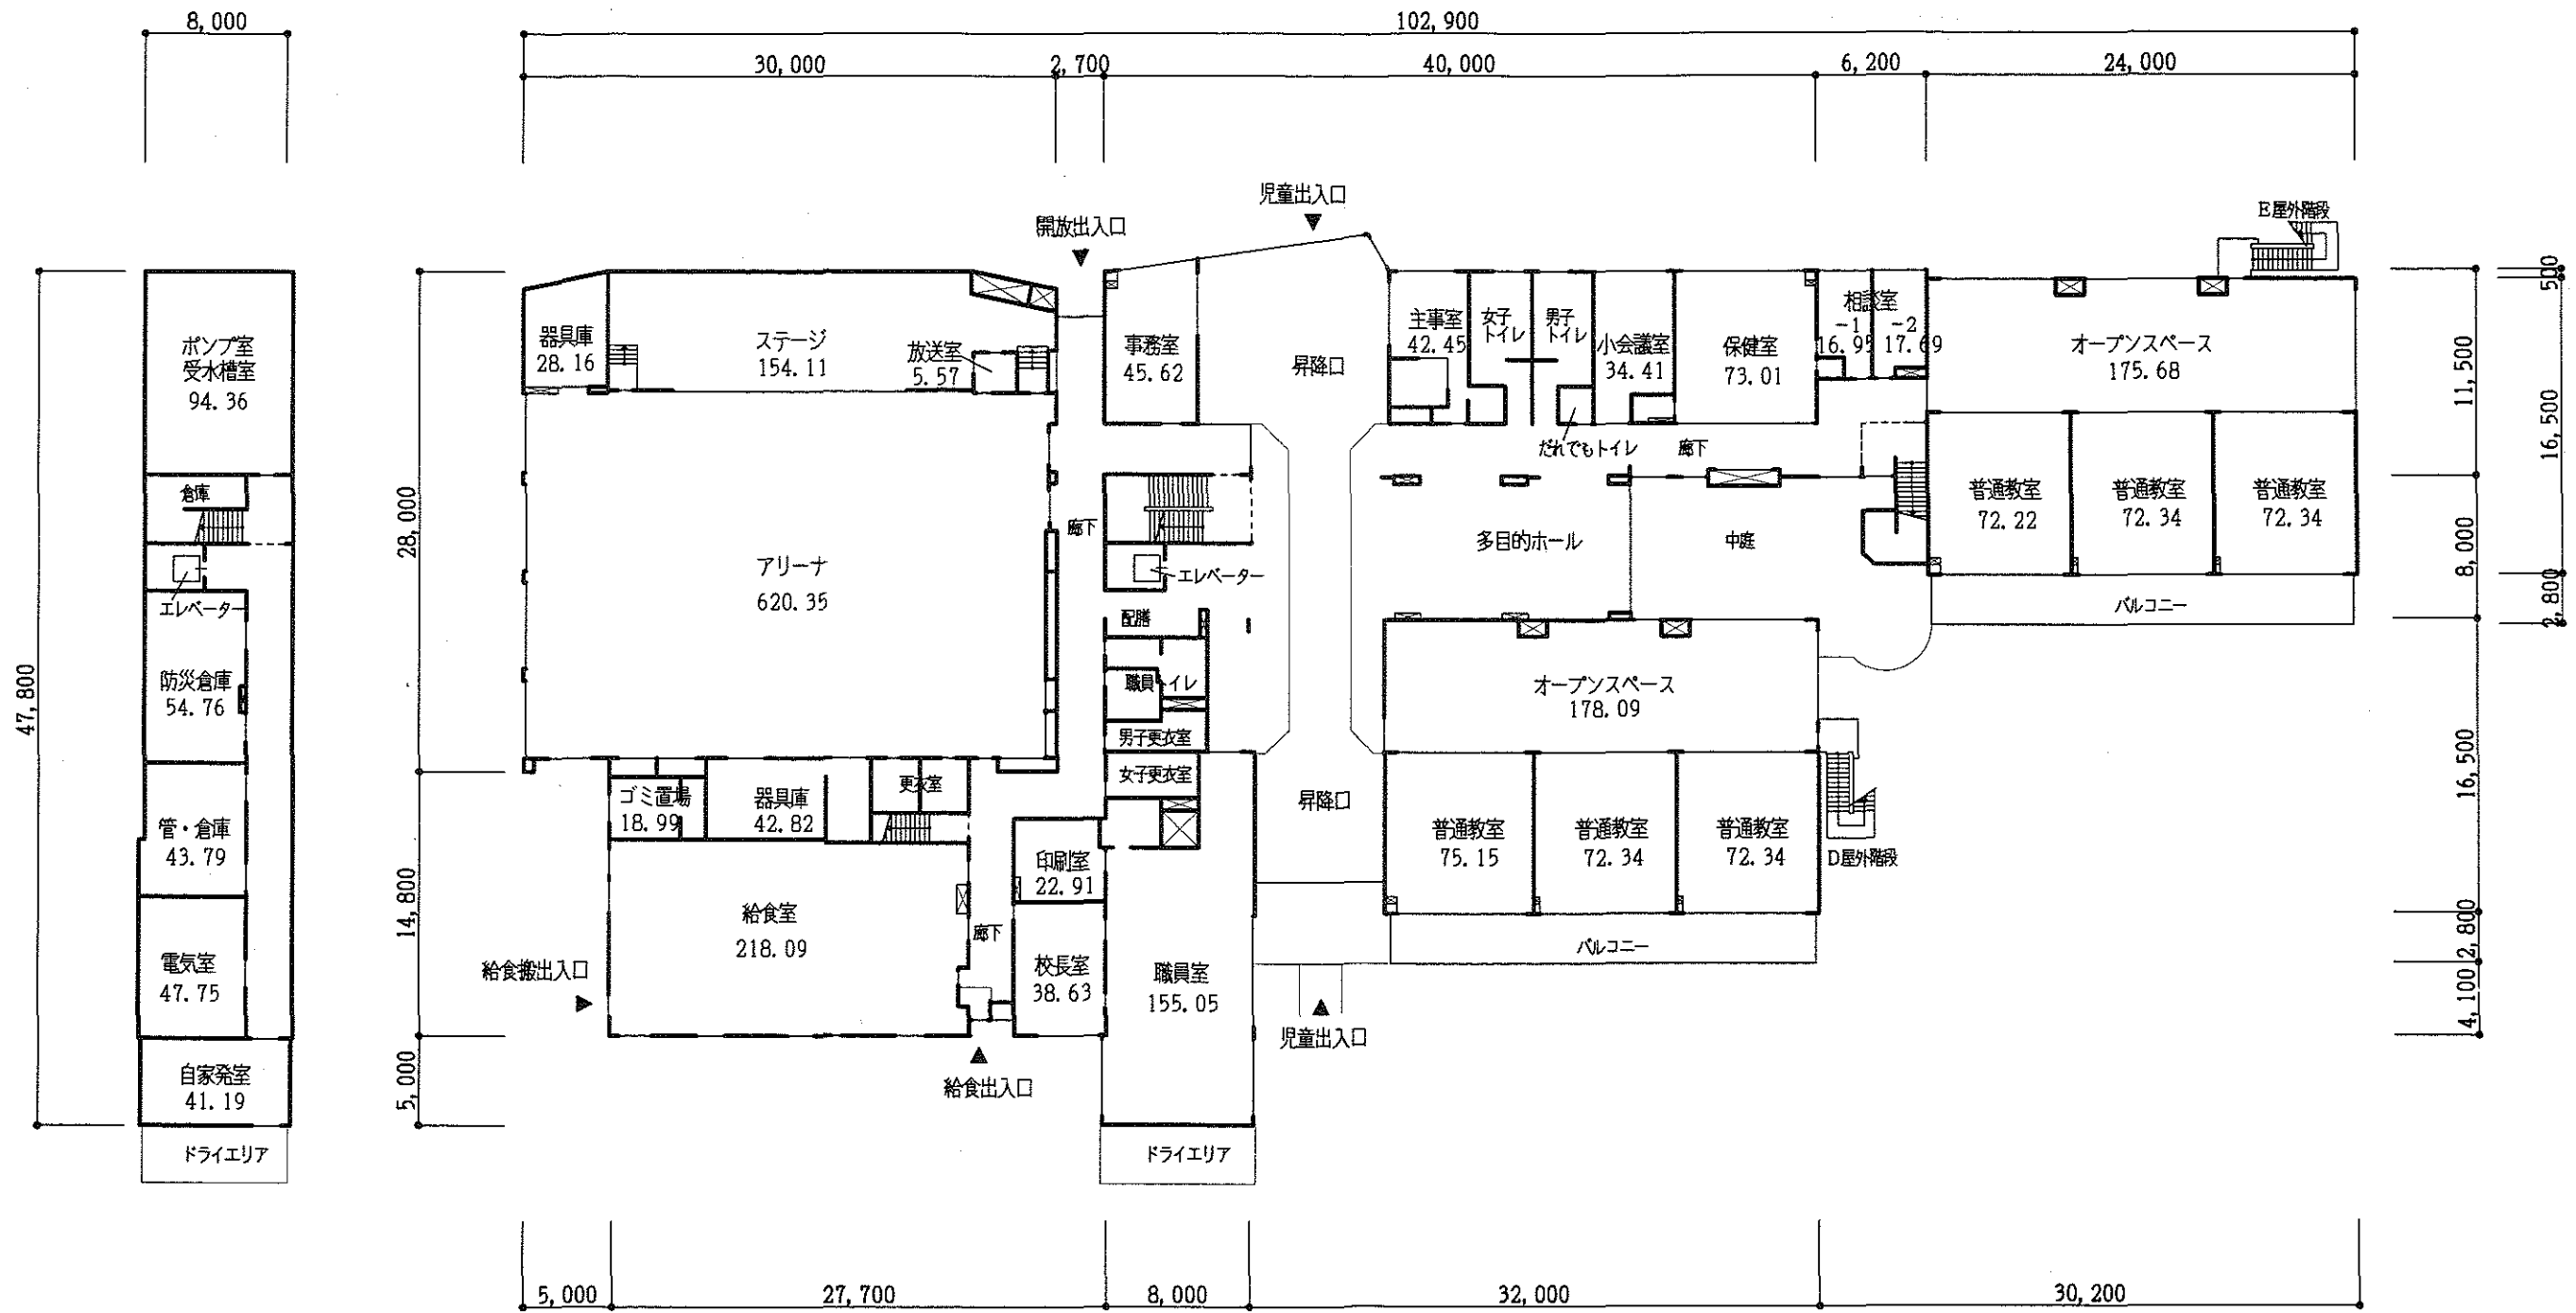 8,000
102,900
30,000
2,700
40,000
6,200
24,000
児童出入口
開放出入口
E屋外階段
ポンプ室
受水槽室
94.36
倉庫
エレベーター
防災倉庫
54.76
管・倉庫
43.79
電気室
47.75
自家発室
41.19
ドライエリア
47,800
28,000
14,800
5,000
器具庫
28.16
ステージ
154.11
放送室
5.57
アリーナ
620.35
事務室
45.62
昇降口
主事室
42.45
女子
トイレ
男子
トイレ
小会議室
34.41
保健室
73.01
相談室
-1
16.95
-2
17.69
オープンスペース
175.68
だれでもトイレ
廊下
普通教室
72.22
普通教室
72.34
普通教室
72.34
バルコニー
廊下
エレベーター
多目的ホール
中庭
配膳
職員トイレ
男子更衣室
女子更衣室
オープンスペース
178.09
ゴミ置場
18.99
器具庫
42.82
更衣室
印刷室
22.91
昇降口
普通教室
75.15
普通教室
72.34
普通教室
72.34
D屋外階段
バルコニー
給食室
218.09
廊下
校長室
38.63
職員室
155.05
給食搬出入口
給食出入口
児童出入口
ドライエリア
11,500
8,000
16,500
2,800
4,100
500
16,500
2,800
5,000
27,700
8,000
32,000
30,200